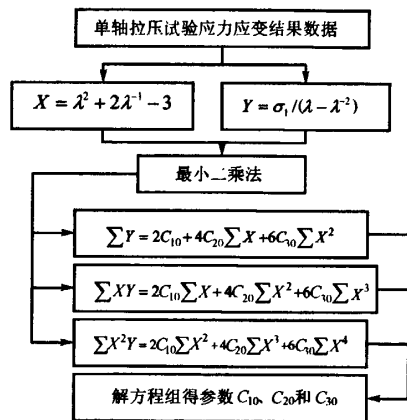 单轴拉压试验应力应变结果数据
X = λ² + 2λ⁻¹ − 3
Y = σ₁/(λ − λ⁻²)
最小二乘法
∑Y = 2C₁₀ + 4C₂₀∑X + 6C₃₀∑X²
∑XY = 2C₁₀∑X + 4C₂₀∑X² + 6C₃₀∑X³
∑X²Y = 2C₁₀∑X² + 4C₂₀∑X³ + 6C₃₀∑X⁴
解方程组得参数 C₁₀、C₂₀和 C₃₀